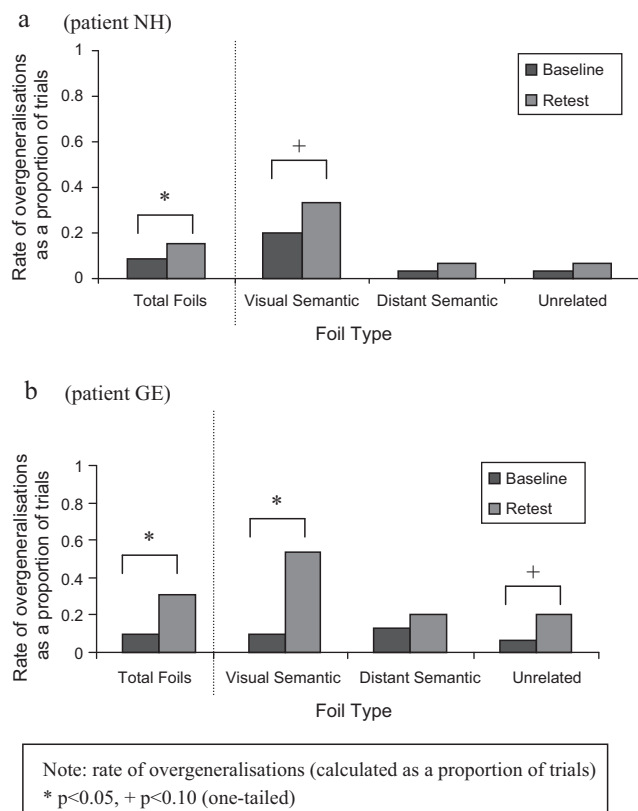 a (patient NH)
Rate of overgeneralisations
as a proportion of trials
1
0.8
0.6
0.4
0.2
0
Baseline
Retest
*
+
Total Foils
Visual Semantic
Distant Semantic
Unrelated
Foil Type
b (patient GE)
Rate of overgeneralisations
as a proportion of trials
1
0.8
0.6
0.4
0.2
0
Baseline
Retest
*
*
+
Total Foils
Visual Semantic
Distant Semantic
Unrelated
Foil Type
Note: rate of overgeneralisations (calculated as a proportion of trials)
* p<0.05, + p<0.10 (one-tailed)